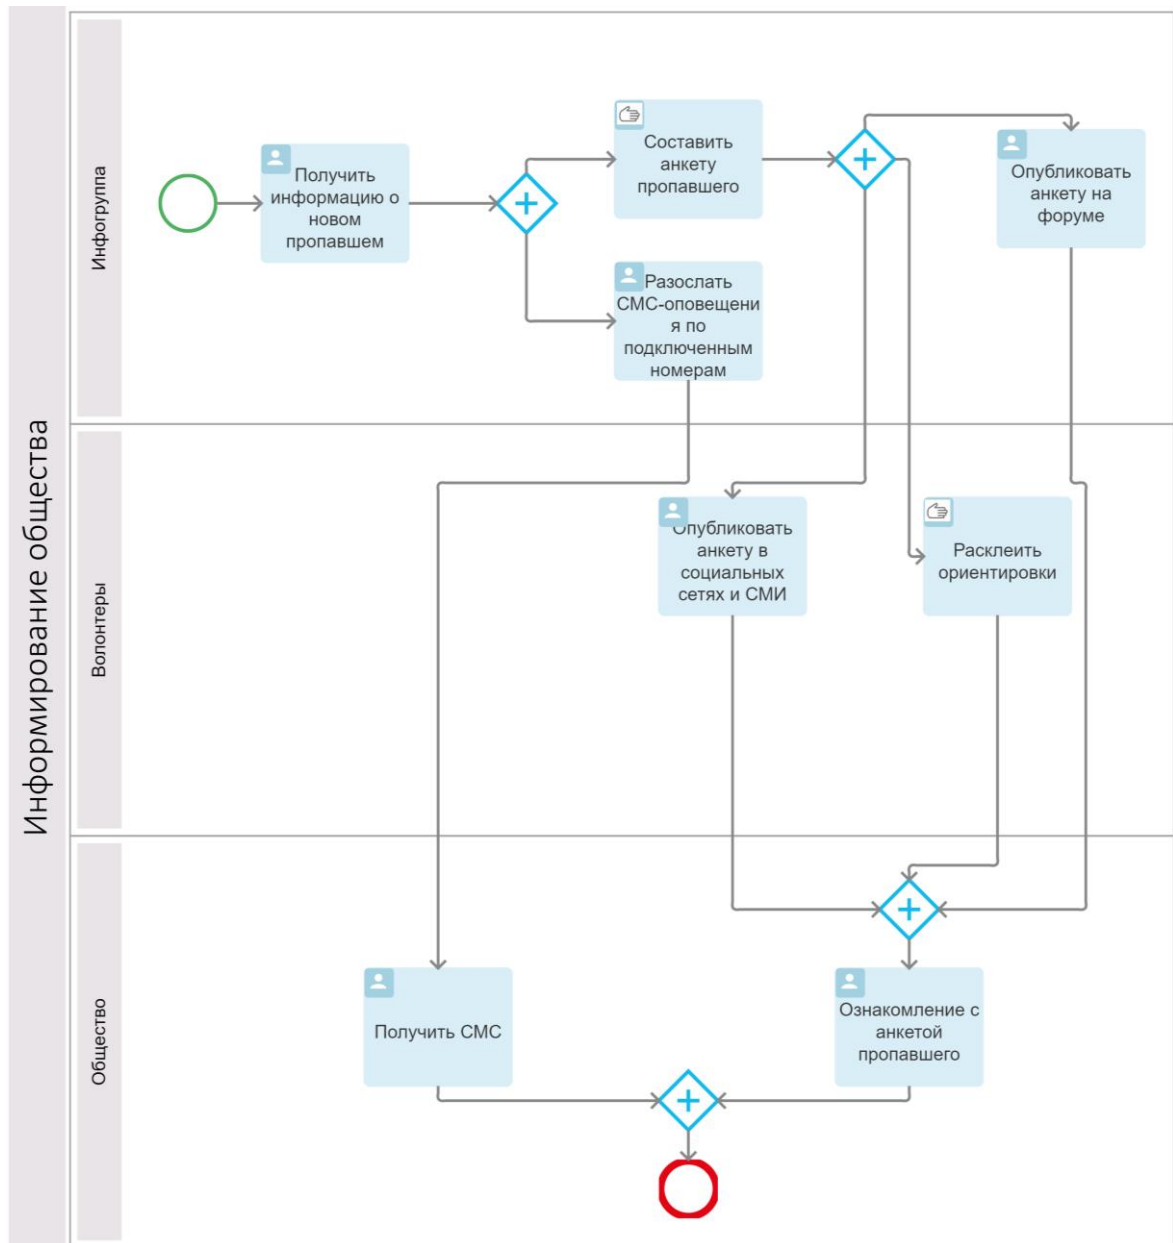 Информирование общества
Инфогруппа
Получить
информацию о
новом
пропавшем
Составить
анкету
пропавшего
Разослать
СМС-оповещени
я по
подключенным
номерам
Опубликовать
анкету на
форуме
Волонтеры
Опубликовать
анкету в
социальных
сетях и СМИ
Расклеить
ориентировки
Общество
Получить СМС
Ознакомление с
анкетой
пропавшего